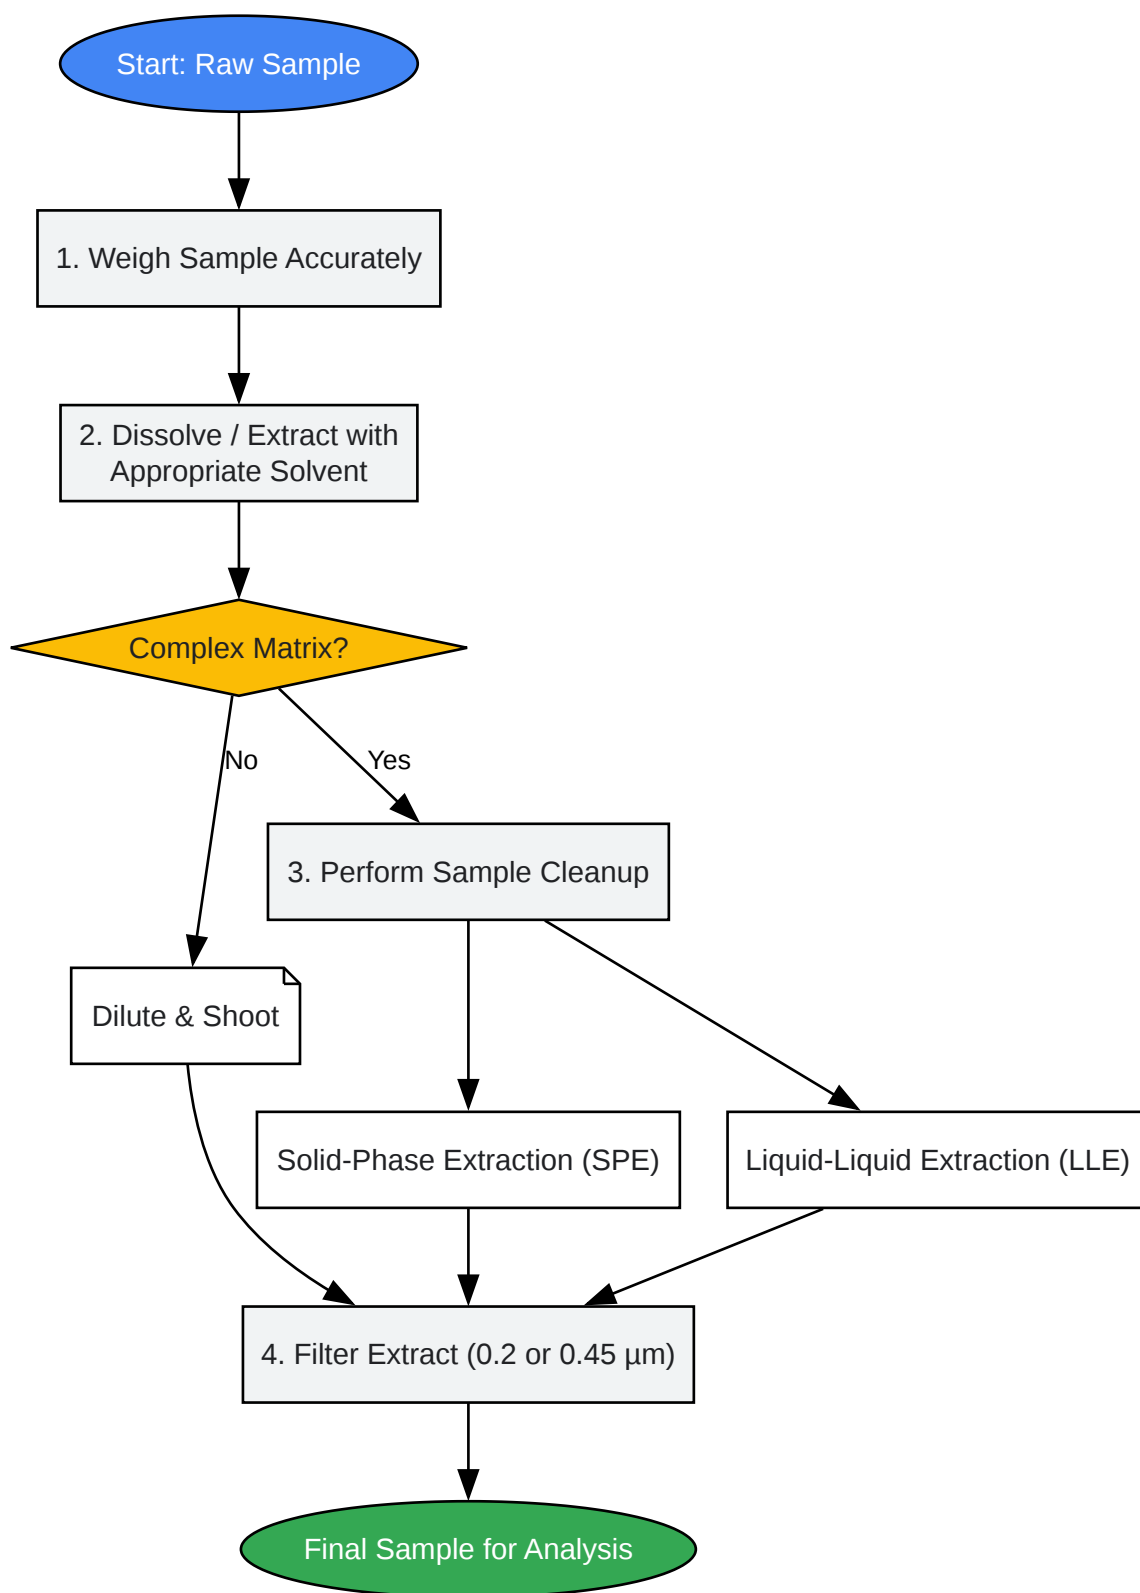 Start: Raw Sample
1. Weigh Sample Accurately
2. Dissolve / Extract with
Appropriate Solvent
Complex Matrix?
No
Yes
3. Perform Sample Cleanup
Dilute & Shoot
Solid-Phase Extraction (SPE)
Liquid-Liquid Extraction (LLE)
4. Filter Extract (0.2 or 0.45 µm)
Final Sample for Analysis